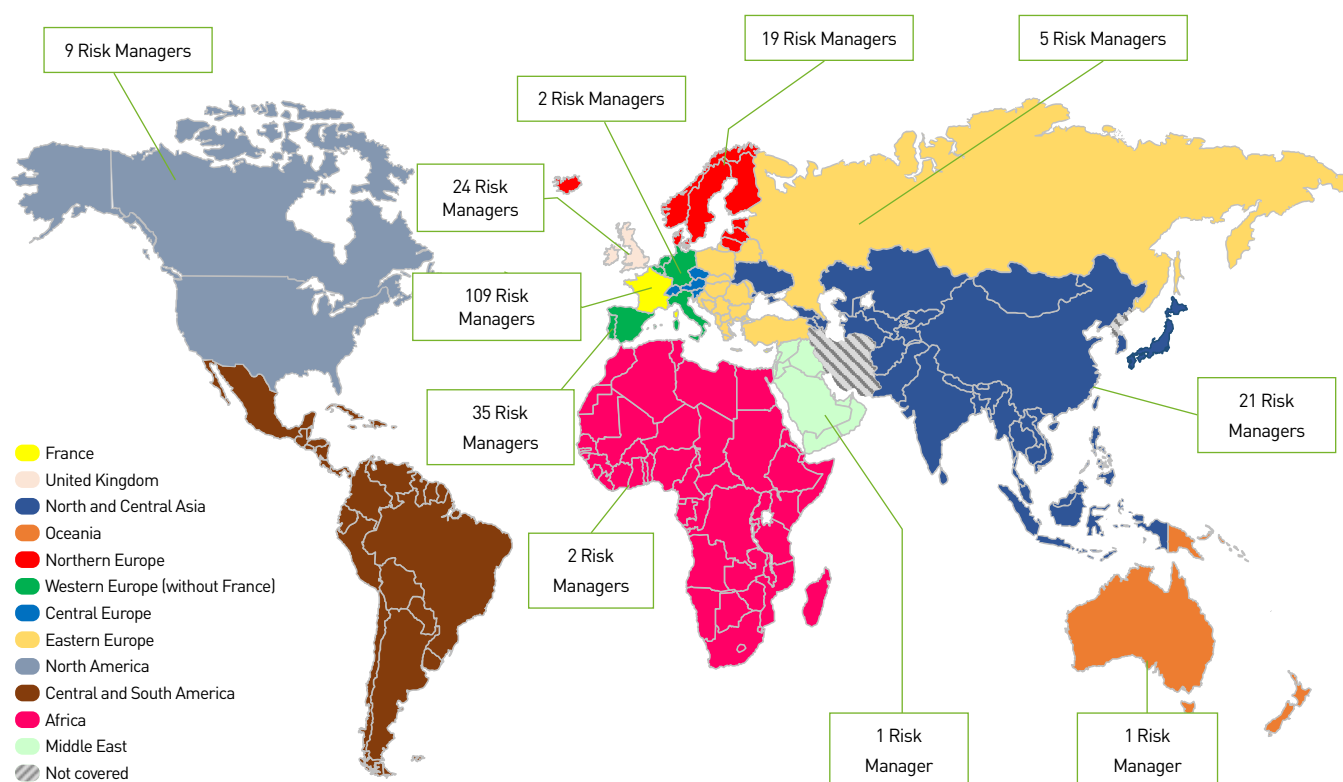 9 Risk Managers
19 Risk Managers
5 Risk Managers
2 Risk Managers
24 Risk
Managers
109 Risk
Managers
35 Risk
Managers
21 Risk
Managers
2 Risk
Managers
1 Risk
Manager
1 Risk
Manager
France
United Kingdom
North and Central Asia
Oceania
Northern Europe
Western Europe (without France)
Central Europe
Eastern Europe
North America
Central and South America
Africa
Middle East
Not covered